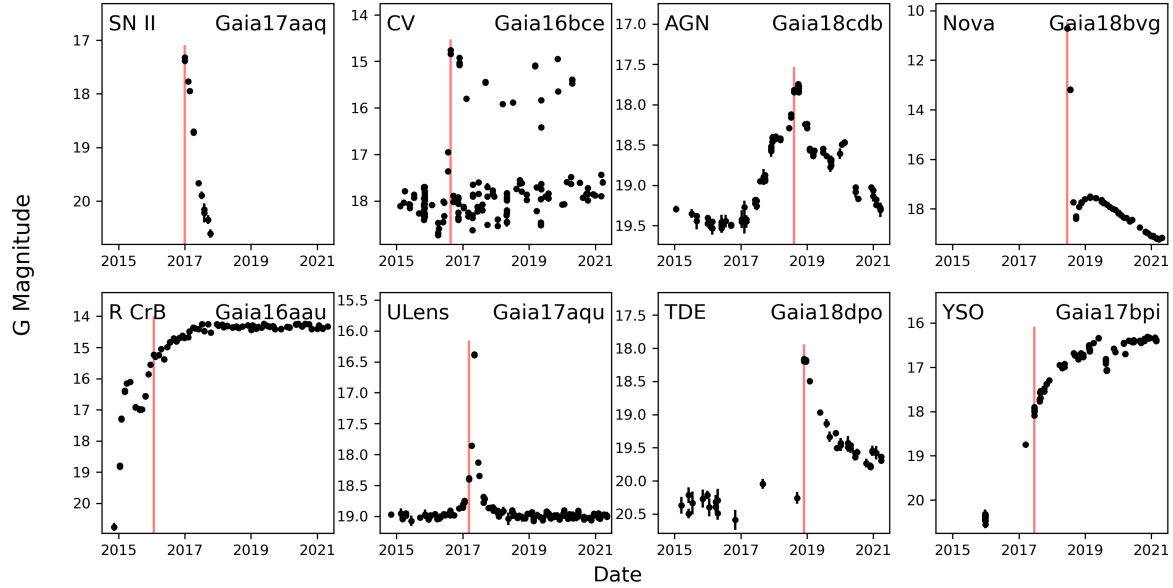 SN II Gaia17aaq
17
18
19
20
2015 2017 2019 2021
CV Gaia16bce
14
15
16
17
18
2015 2017 2019 2021
AGN Gaia18cdb
17.0
17.5
18.0
18.5
19.0
19.5
2015 2017 2019 2021
Nova Gaia18bvg
10
12
14
16
18
2015 2017 2019 2021
G Magnitude
R CrB Gaia16aau
14
15
16
17
18
19
20
2015 2017 2019 2021
ULens Gaia17aqu
15.5
16.0
16.5
17.0
17.5
18.0
18.5
19.0
2015 2017 2019 2021
TDE Gaia18dpo
17.5
18.0
18.5
19.0
19.5
20.0
20.5
2015 2017 2019 2021
YSO Gaia17bpi
16
17
18
19
20
2015 2017 2019 2021
Date